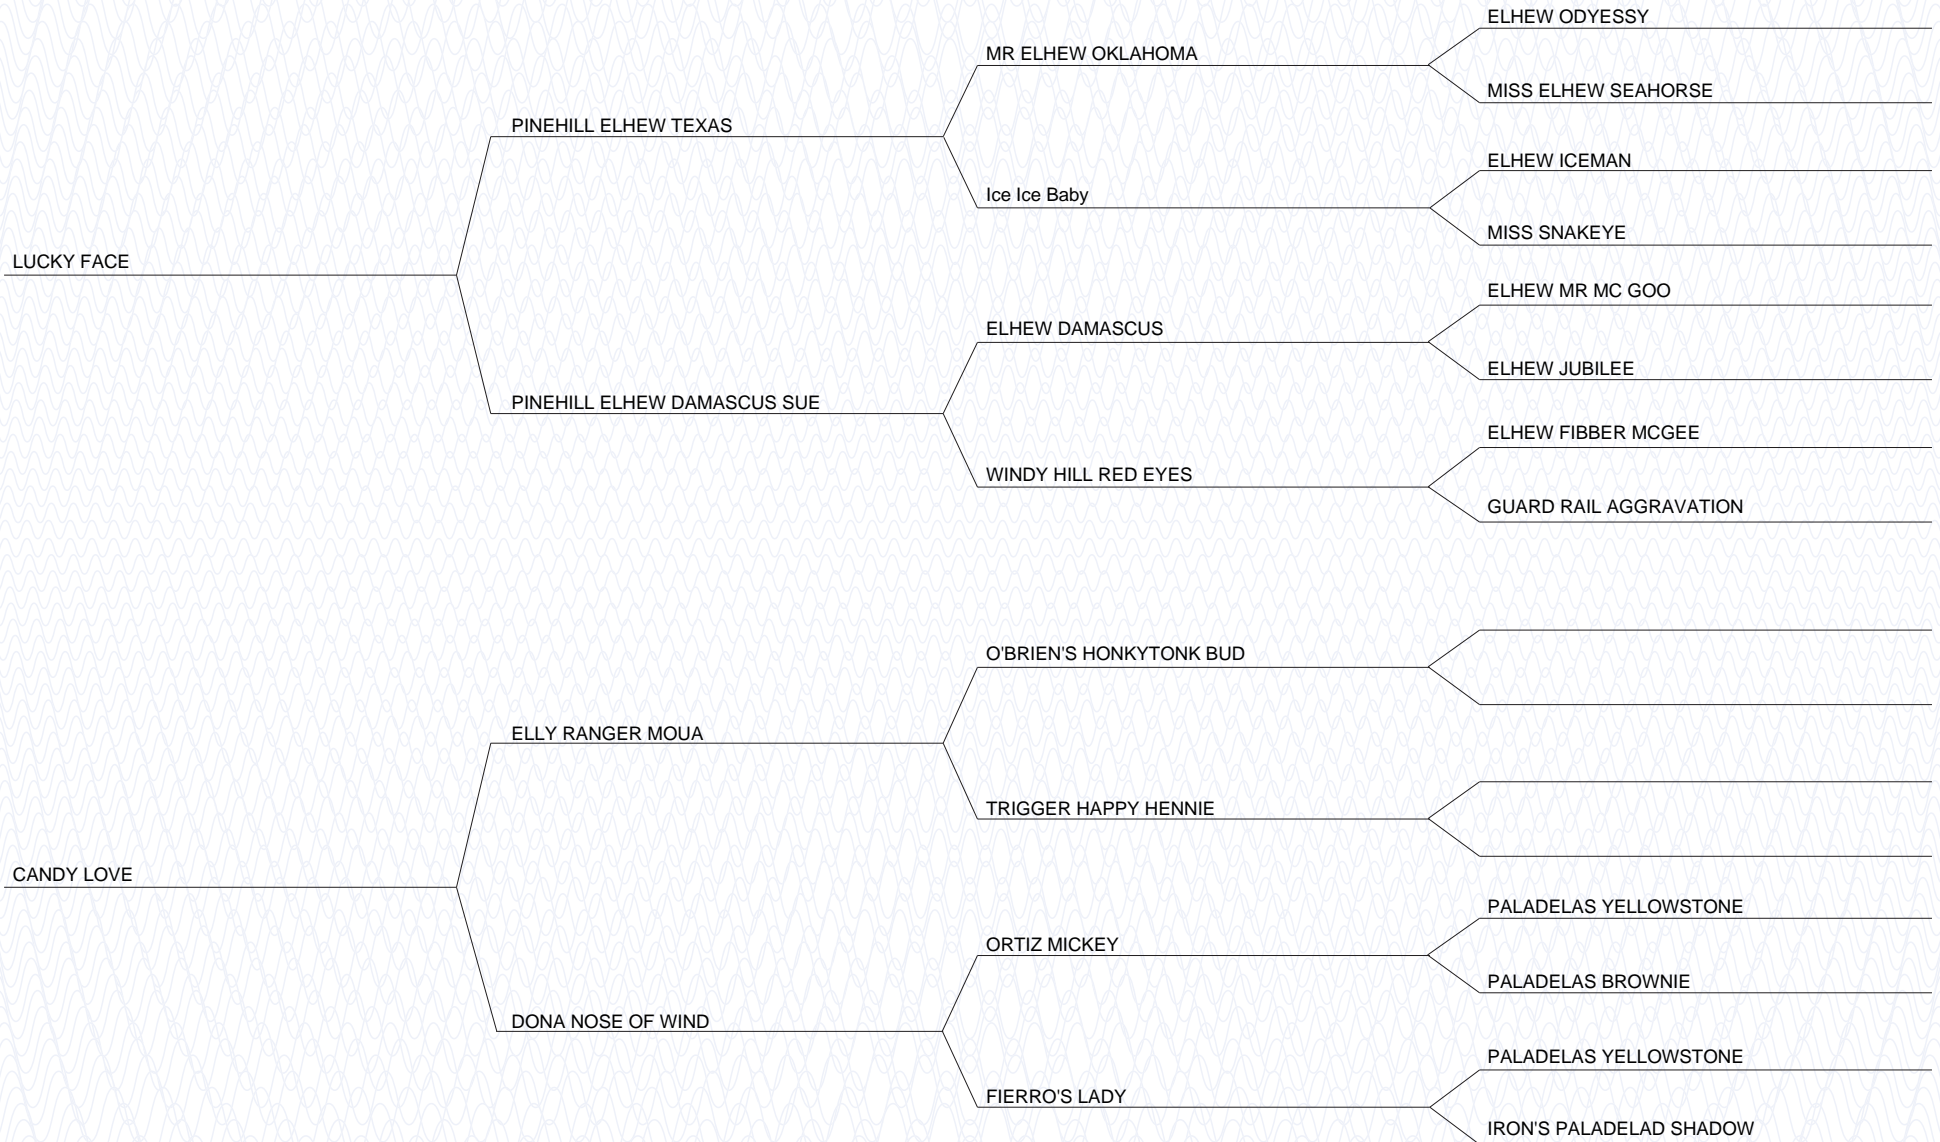 ELHEW ODYESSY
MR ELHEW OKLAHOMA
MISS ELHEW SEAHORSE
PINEHILL ELHEW TEXAS
ELHEW ICEMAN
Ice Ice Baby
MISS SNAKEYE
LUCKY FACE
ELHEW MR MC GOO
ELHEW DAMASCUS
ELHEW JUBILEE
PINEHILL ELHEW DAMASCUS SUE
ELHEW FIBBER MCGEE
WINDY HILL RED EYES
GUARD RAIL AGGRAVATION
O'BRIEN'S HONKYTONK BUD
ELLY RANGER MOUA
TRIGGER HAPPY HENNIE
CANDY LOVE
PALADELAS YELLOWSTONE
ORTIZ MICKEY
PALADELAS BROWNIE
DONA NOSE OF WIND
PALADELAS YELLOWSTONE
FIERRO'S LADY
IRON'S PALADELAD SHADOW